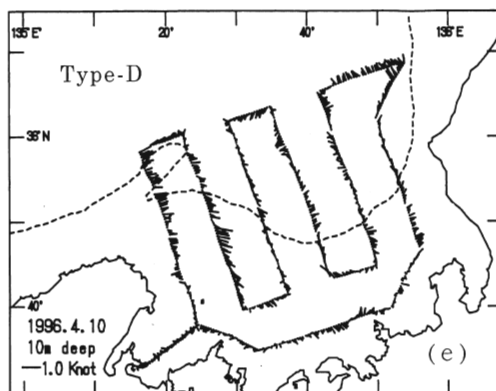 135°E 20' 40' 136°E
Type-D
36°N
40'
1996.4.10
10m deep
—1.0 Knot
(e)